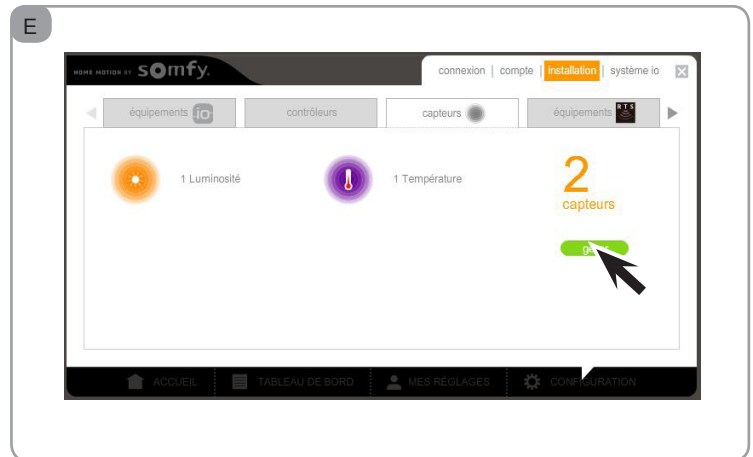 E
HOME MOTION BY somfy.
connexion | compte | installation | système io
équipements io
contrôleurs
capteurs
équipements RTS
1 Luminosité
1 Température
2
capteurs
ACCUEIL
TABLEAU DE BORD
MES RÉGLAGES
CONFIGURATION